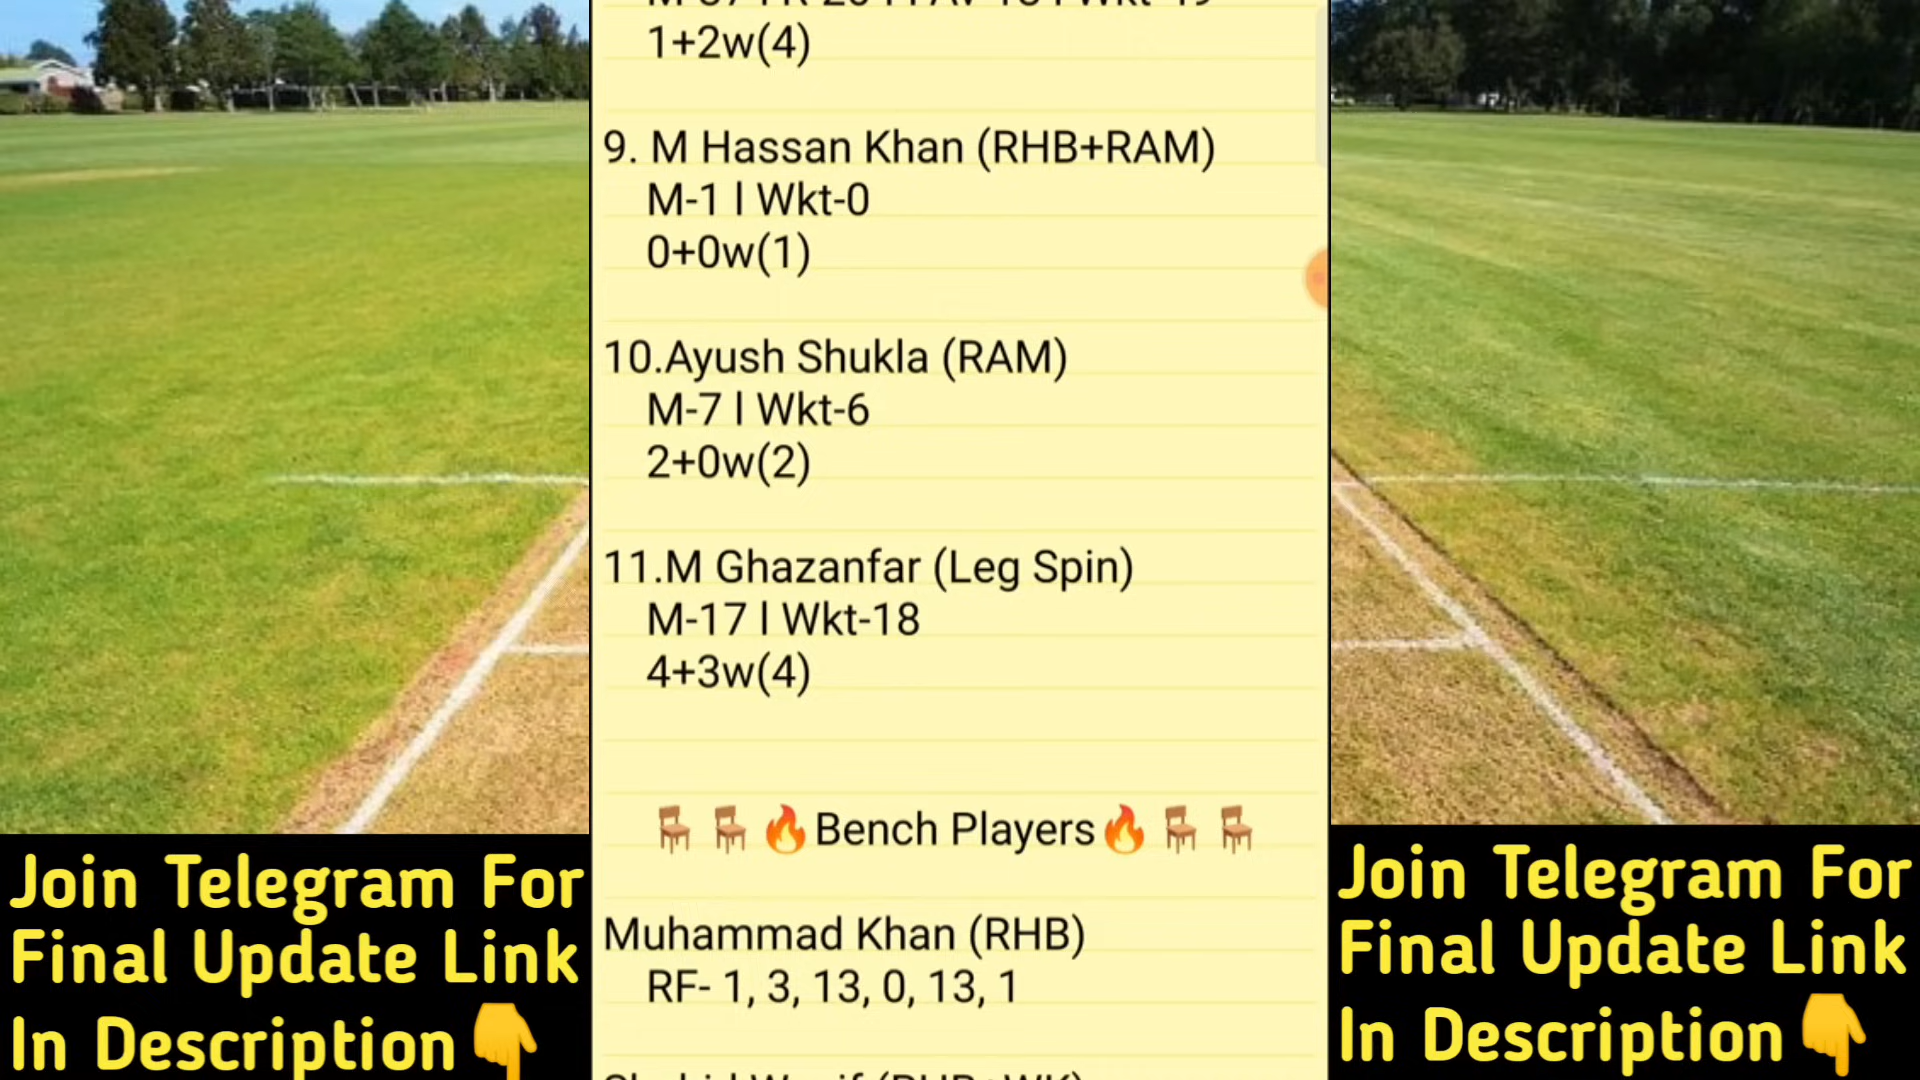 1+2w(4)
9. M Hassan Khan (RHB+RAM)
M-1 l Wkt-0
0+0w(1)
10.Ayush Shukla (RAM)
M-7 l Wkt-6
2+0w(2)
11.M Ghazanfar (Leg Spin)
M-17 l Wkt-18
4+3w(4)
🪑🪑🔥Bench Players🔥🪑🪑
Muhammad Khan (RHB)
RF- 1, 3, 13, 0, 13, 1
Join Telegram For
Final Update Link
In Description👇
Join Telegram For
Final Update Link
In Description👇